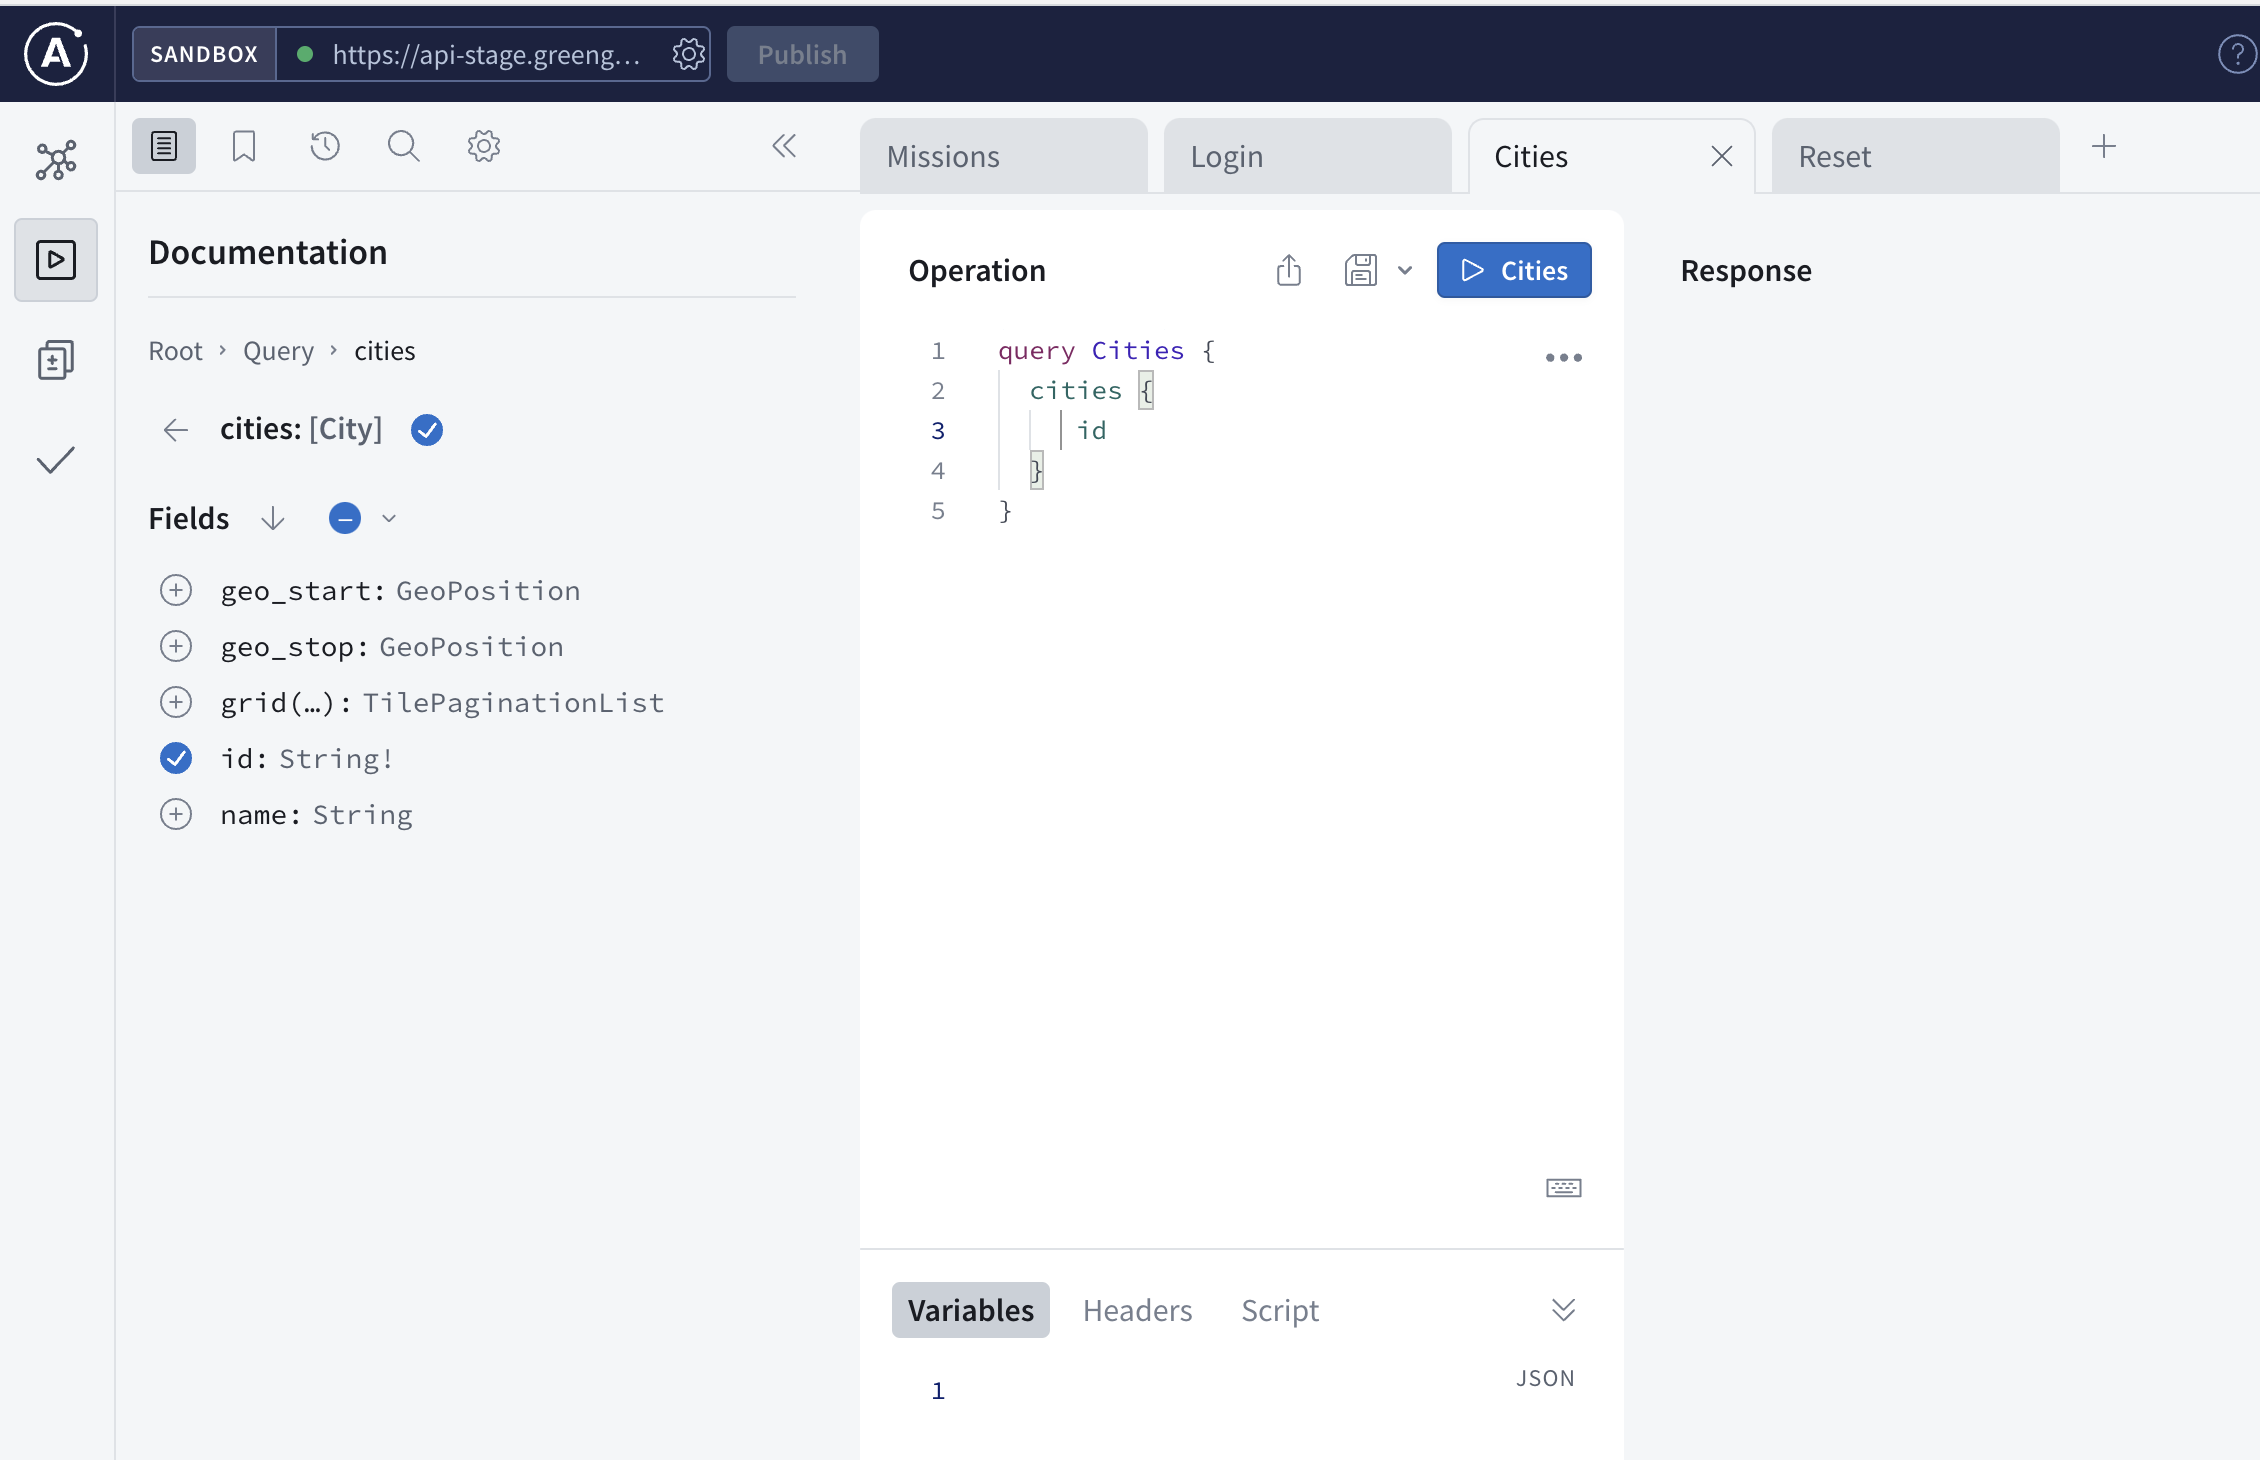 SANDBOX https://api-stage.greeng... Publish
Missions Login Cities Reset
Documentation
Root › Query › cities
cities: [City]
Fields
geo_start: GeoPosition
geo_stop: GeoPosition
grid(…): TilePaginationList
id: String!
name: String
Operation
Cities
1 query Cities {
2 cities {
3 id
4 }
5 }
Variables Headers Script
JSON
1
Response